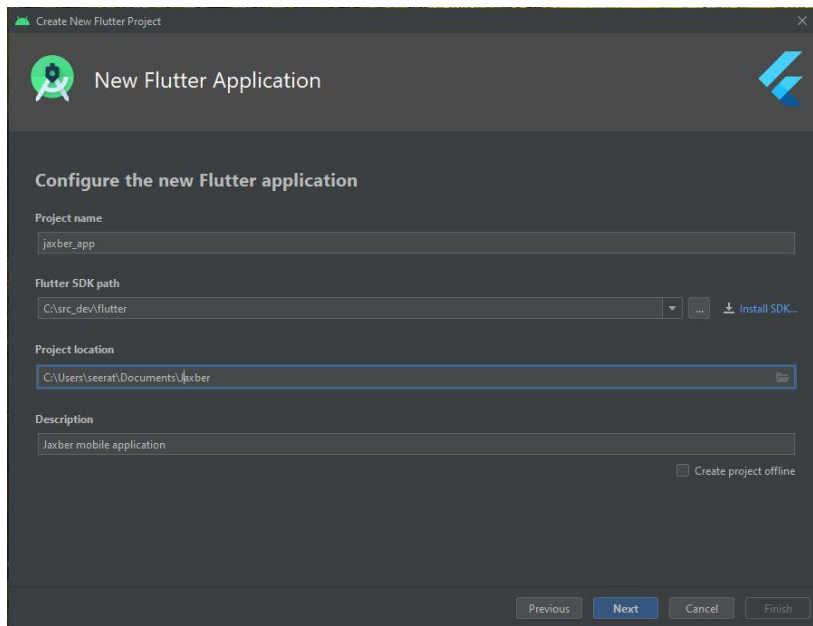 Create New Flutter Project
New Flutter Application
Configure the new Flutter application
Project name
jaxber_app
Flutter SDK path
C:\src_dev\flutter
... Install SDK...
Project location
C:\Users\seerat\Documents\Jaxber
Description
Jaxber mobile application
Create project offline
Previous Next Cancel Finish